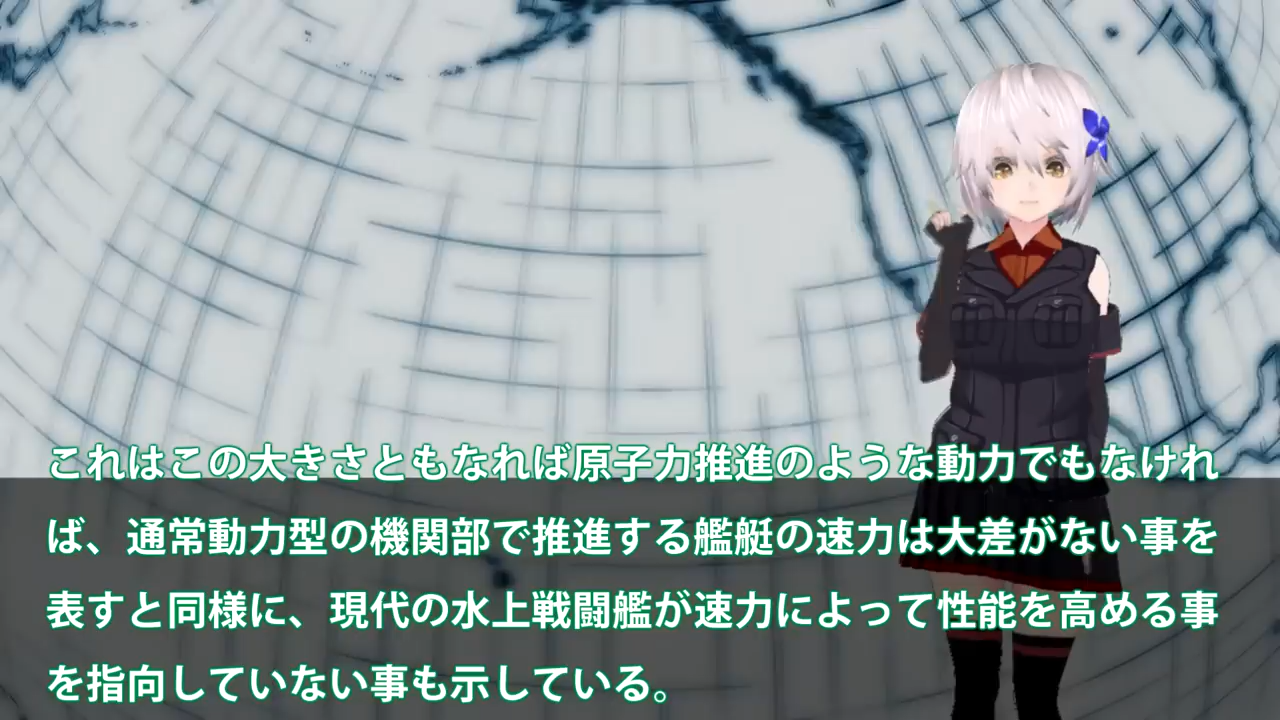 これはこの大きさともなれば原子力推進のような動力でもなけれ
ば、通常動力型の機関部で推進する艦艇の速力は大差がない事を
表すと同様に、現代の水上戦闘艦が速力によって性能を高める事
を指向していない事も示している。